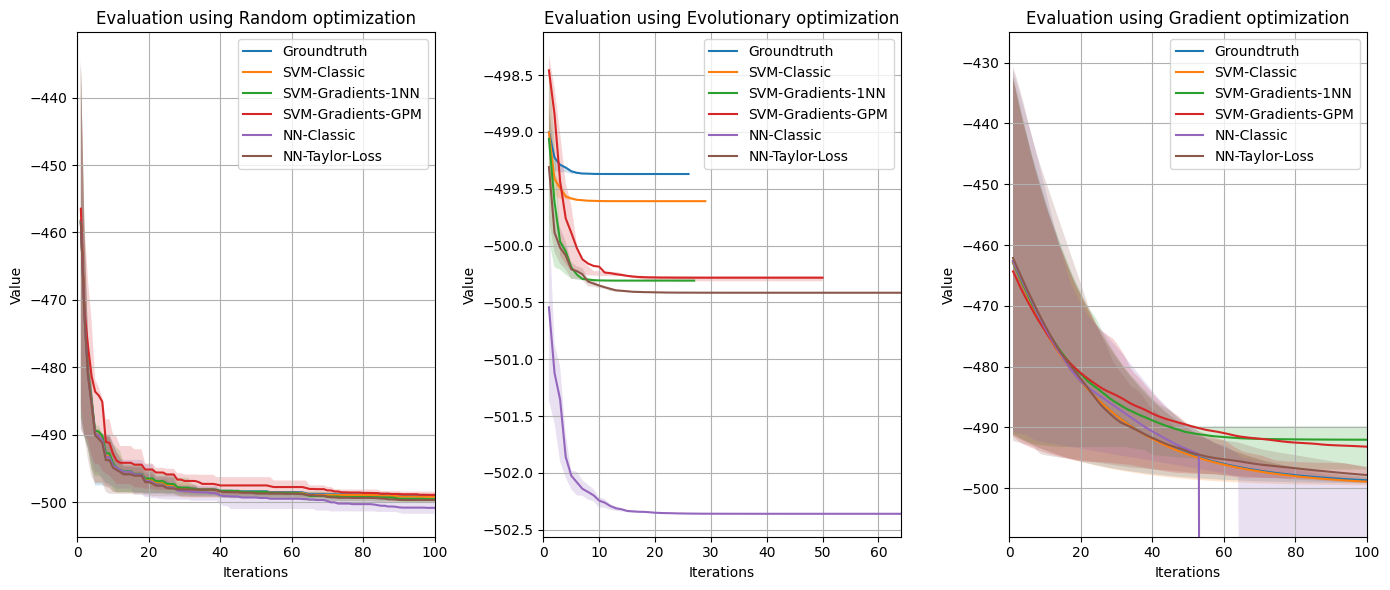 Evaluation using Random optimization
Value
−440
−450
−460
−470
−480
−490
−500
Groundtruth
SVM-Classic
SVM-Gradients-1NN
SVM-Gradients-GPM
NN-Classic
NN-Taylor-Loss
0 20 40 60 80 100
Iterations
Evaluation using Evolutionary optimization
Value
−498.5
−499.0
−499.5
−500.0
−500.5
−501.0
−501.5
−502.0
−502.5
Groundtruth
SVM-Classic
SVM-Gradients-1NN
SVM-Gradients-GPM
NN-Classic
NN-Taylor-Loss
0 10 20 30 40 50 60
Iterations
Evaluation using Gradient optimization
Value
−430
−440
−450
−460
−470
−480
−490
−500
Groundtruth
SVM-Classic
SVM-Gradients-1NN
SVM-Gradients-GPM
NN-Classic
NN-Taylor-Loss
0 20 40 60 80 100
Iterations